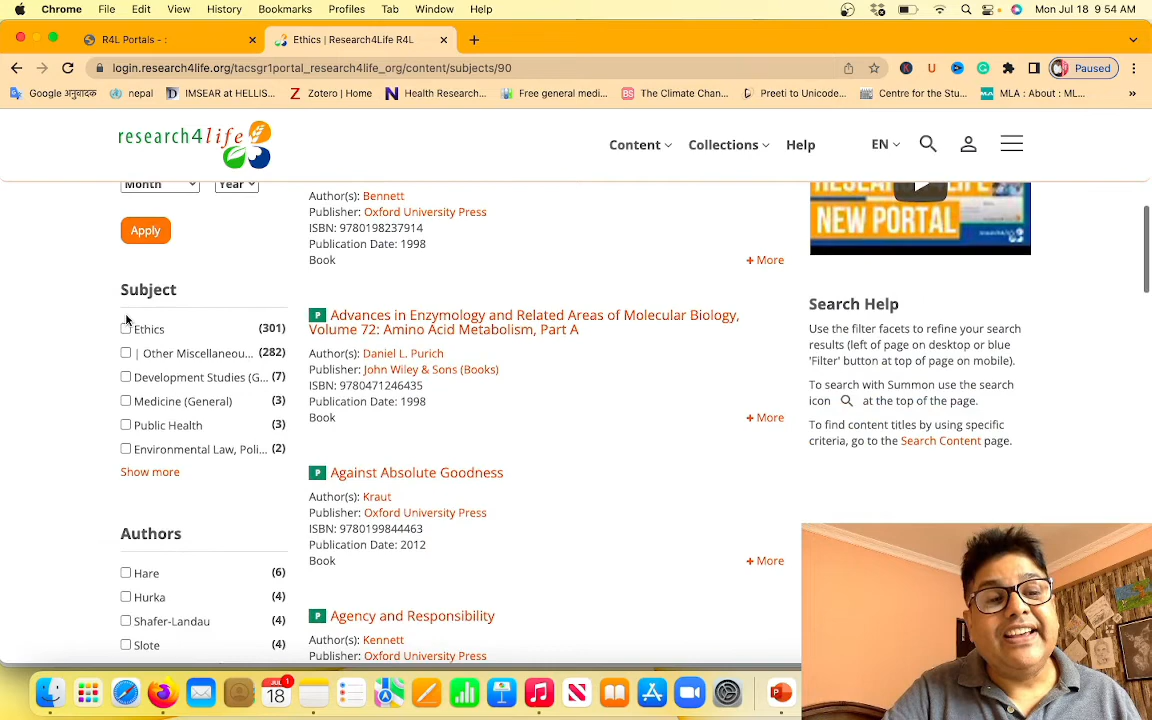 Chrome File Edit View History Bookmarks Profiles Tab Window Help Mon Jul 18 9:54 AM
R4L Portals - : Ethics | Research4Life R4L
login.research4life.org/tacsgr1portal_research4life_org/content/subjects/90 Paused
Google अनुवादक nepal IMSEAR at HELLIS... Zotero | Home Health Research... Free general medi... The Climate Chan... Preeti to Unicode... Centre for the Stu... MLA : About : ML...
research4life
Content Collections Help EN
Month Year
Apply
Subject
Ethics (301)
| Other Miscellaneou... (282)
Development Studies (G... (7)
Medicine (General) (3)
Public Health (3)
Environmental Law, Poli... (2)
Show more
Authors
Hare (6)
Hurka (4)
Shafer-Landau (4)
Slote (4)
Author(s): Bennett
Publisher: Oxford University Press
ISBN: 9780198237914
Publication Date: 1998
Book + More
P Advances in Enzymology and Related Areas of Molecular Biology,
Volume 72: Amino Acid Metabolism, Part A
Author(s): Daniel L. Purich
Publisher: John Wiley & Sons (Books)
ISBN: 9780471246435
Publication Date: 1998
Book + More
P Against Absolute Goodness
Author(s): Kraut
Publisher: Oxford University Press
ISBN: 9780199844463
Publication Date: 2012
Book + More
P Agency and Responsibility
Author(s): Kennett
Publisher: Oxford University Press
NEW PORTAL
Search Help
Use the filter facets to refine your search
results (left of page on desktop or blue
'Filter' button at top of page on mobile).
To search with Summon use the search
icon at the top of the page.
To find content titles by using specific
criteria, go to the Search Content page.
JUL 1
18